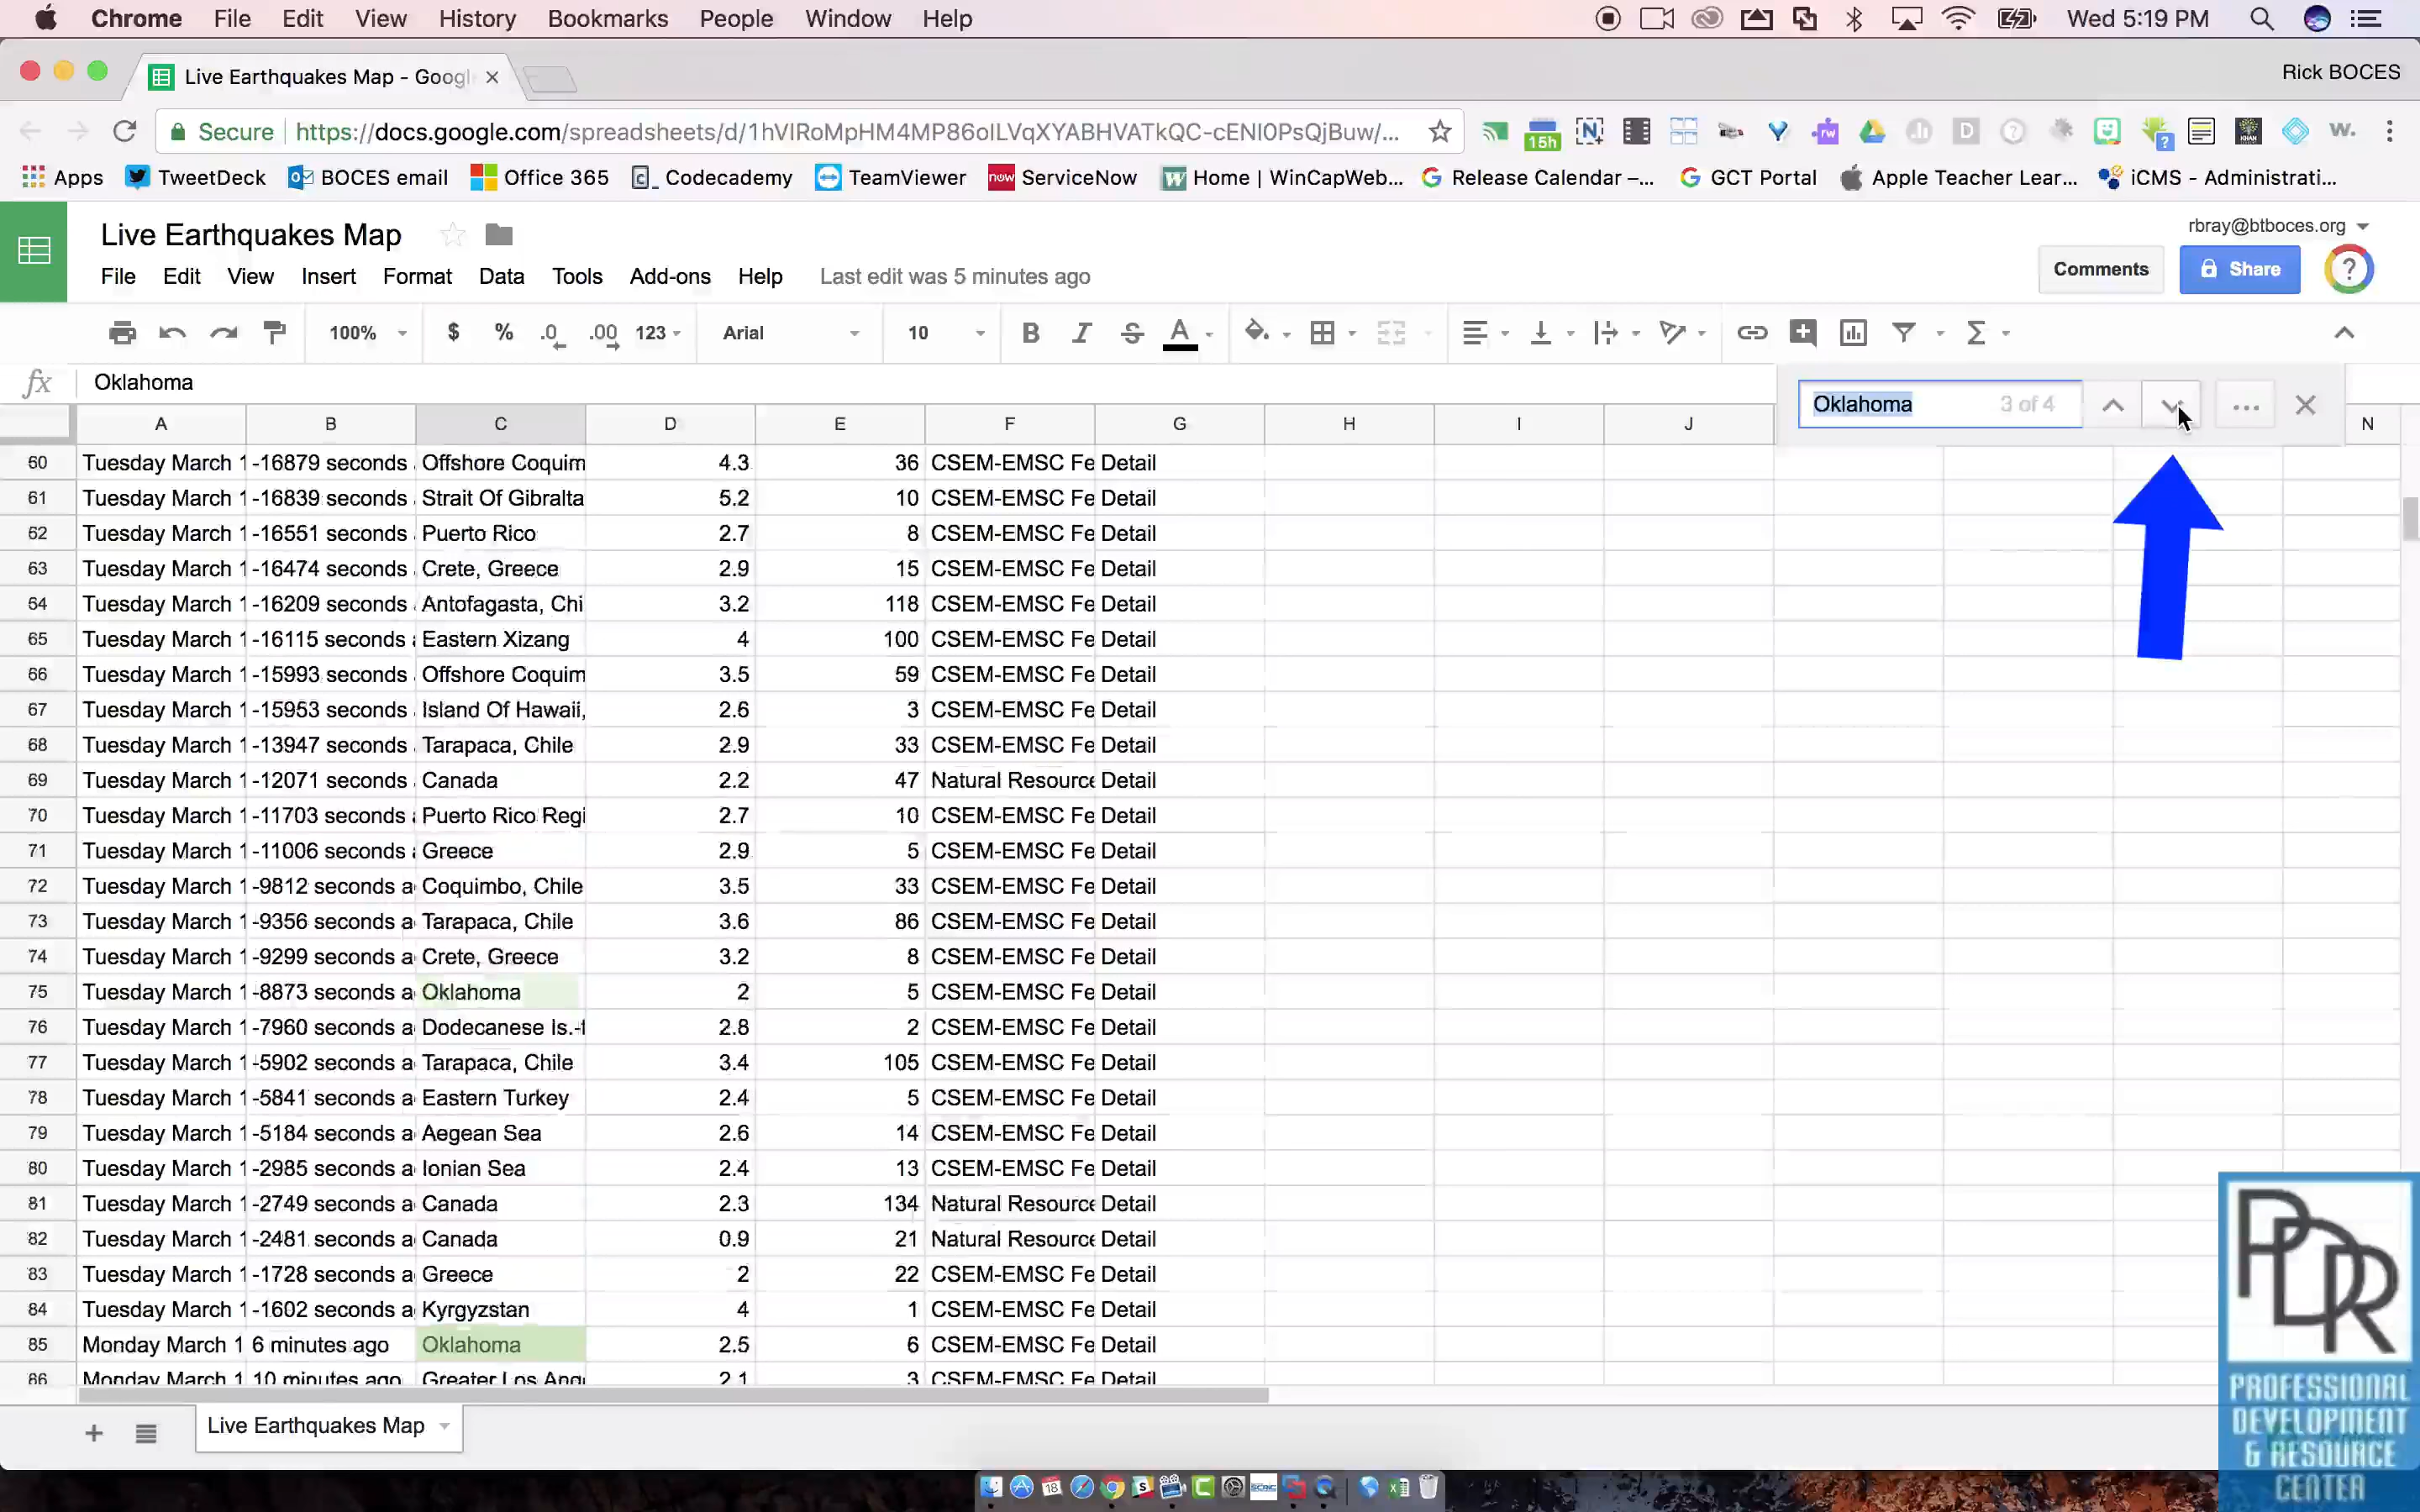 Chrome File Edit View History Bookmarks People Window Help Wed 5:19 PM
Live Earthquakes Map - Googl Rick BOCES
Secure https://docs.google.com/spreadsheets/d/1hVIRoMpHM4MP86oILVqXYABHVATkQC-cENI0PsQjBuw/... 15h
Apps TweetDeck BOCES email Office 365 Codecademy TeamViewer ServiceNow Home | WinCapWeb... Release Calendar –... GCT Portal Apple Teacher Lear... iCMS - Administrati...
Live Earthquakes Map rbray@btboces.org
File Edit View Insert Format Data Tools Add-ons Help Last edit was 5 minutes ago Comments Share
100% $ % .0 .00 123 Arial 10 B I S A
fx Oklahoma
Oklahoma 3 of 4
A B C D E F G H I J N
60 Tuesday March 1 -16879 seconds Offshore Coquim 4.3 36 CSEM-EMSC Fe Detail
61 Tuesday March 1 -16839 seconds Strait Of Gibralta 5.2 10 CSEM-EMSC Fe Detail
62 Tuesday March 1 -16551 seconds Puerto Rico 2.7 8 CSEM-EMSC Fe Detail
63 Tuesday March 1 -16474 seconds Crete, Greece 2.9 15 CSEM-EMSC Fe Detail
64 Tuesday March 1 -16209 seconds Antofagasta, Chi 3.2 118 CSEM-EMSC Fe Detail
65 Tuesday March 1 -16115 seconds a Eastern Xizang 4 100 CSEM-EMSC Fe Detail
66 Tuesday March 1 -15993 seconds Offshore Coquim 3.5 59 CSEM-EMSC Fe Detail
67 Tuesday March 1 -15953 seconds Island Of Hawaii, 2.6 3 CSEM-EMSC Fe Detail
68 Tuesday March 1 -13947 seconds Tarapaca, Chile 2.9 33 CSEM-EMSC Fe Detail
69 Tuesday March 1 -12071 seconds Canada 2.2 47 Natural Resource Detail
70 Tuesday March 1 -11703 seconds a Puerto Rico Regi 2.7 10 CSEM-EMSC Fe Detail
71 Tuesday March 1 -11006 seconds a Greece 2.9 5 CSEM-EMSC Fe Detail
72 Tuesday March 1 -9812 seconds a Coquimbo, Chile 3.5 33 CSEM-EMSC Fe Detail
73 Tuesday March 1 -9356 seconds a Tarapaca, Chile 3.6 86 CSEM-EMSC Fe Detail
74 Tuesday March 1 -9299 seconds a Crete, Greece 3.2 8 CSEM-EMSC Fe Detail
75 Tuesday March 1 -8873 seconds a Oklahoma 2 5 CSEM-EMSC Fe Detail
76 Tuesday March 1 -7960 seconds a Dodecanese Is.-t 2.8 2 CSEM-EMSC Fe Detail
77 Tuesday March 1 -5902 seconds a Tarapaca, Chile 3.4 105 CSEM-EMSC Fe Detail
78 Tuesday March 1 -5841 seconds a Eastern Turkey 2.4 5 CSEM-EMSC Fe Detail
79 Tuesday March 1 -5184 seconds a Aegean Sea 2.6 14 CSEM-EMSC Fe Detail
80 Tuesday March 1 -2985 seconds a Ionian Sea 2.4 13 CSEM-EMSC Fe Detail
81 Tuesday March 1 -2749 seconds a Canada 2.3 134 Natural Resource Detail
82 Tuesday March 1 -2481 seconds a Canada 0.9 21 Natural Resource Detail
83 Tuesday March 1 -1728 seconds a Greece 2 22 CSEM-EMSC Fe Detail
84 Tuesday March 1 -1602 seconds a Kyrgyzstan 4 1 CSEM-EMSC Fe Detail
85 Monday March 1 6 minutes ago Oklahoma 2.5 6 CSEM-EMSC Fe Detail
86 Monday March 1 10 minutes ago Greater Los Ang 2.1 3 CSEM-EMSC Fe Detail
Live Earthquakes Map
PDR
PROFESSIONAL
DEVELOPMENT
& RESOURCE
CENTER